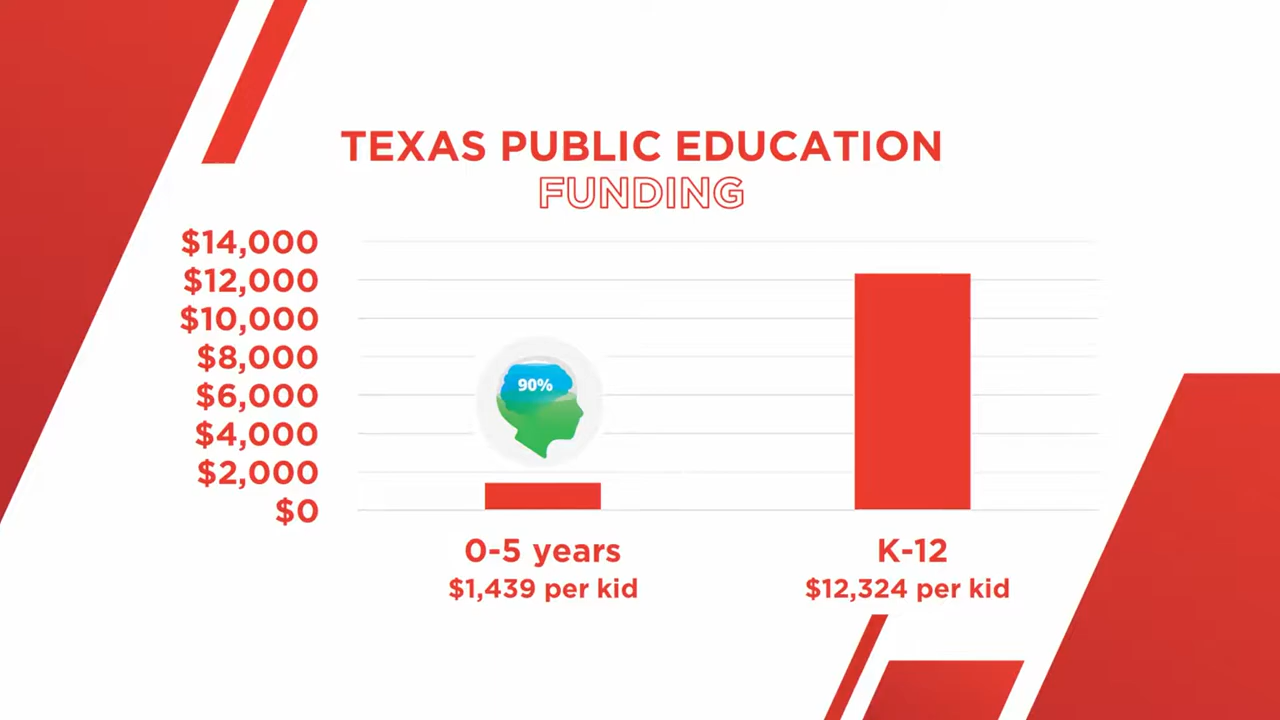 TEXAS PUBLIC EDUCATION
FUNDING
$14,000
$12,000
$10,000
$8,000
$6,000
$4,000
$2,000
$0
90%
0-5 years
$1,439 per kid
K-12
$12,324 per kid